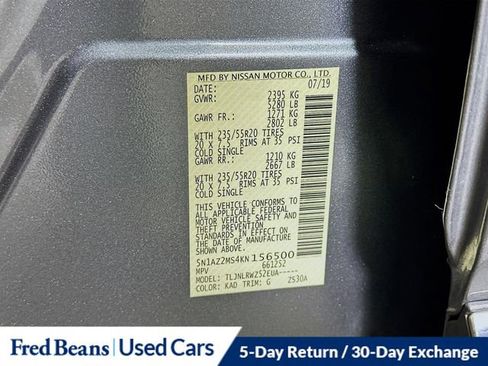 MFD BY NISSAN MOTOR CO., LTD.
DATE: 07/19
GVWR: 2395 KG
5280 LB
GAWR FR.: 1271 KG
2802 LB
WITH 235/55R20 TIRES
20 X 7.5 RIMS AT 35 PSI
COLD SINGLE
GAWR RR.: 1210 KG
2667 LB
WITH 235/55R20 TIRES
20 X 7.5 RIMS AT 35 PSI
COLD SINGLE
THIS VEHICLE CONFORMS TO
ALL APPLICABLE FEDERAL
MOTOR VEHICLE SAFETY AND
THEFT PREVENTION STANDARDS
IN EFFECT ON THE
DATE OF MANUFACTURE
SHOWN ABOVE.
5N1AZ2MS4KN156500
MPV 661252
MODEL: TLJNLRWZ52EUA-----
COLOR: KAD TRIM: G ZS30A
Fred Beans Used Cars 5-Day Return / 30-Day Exchange